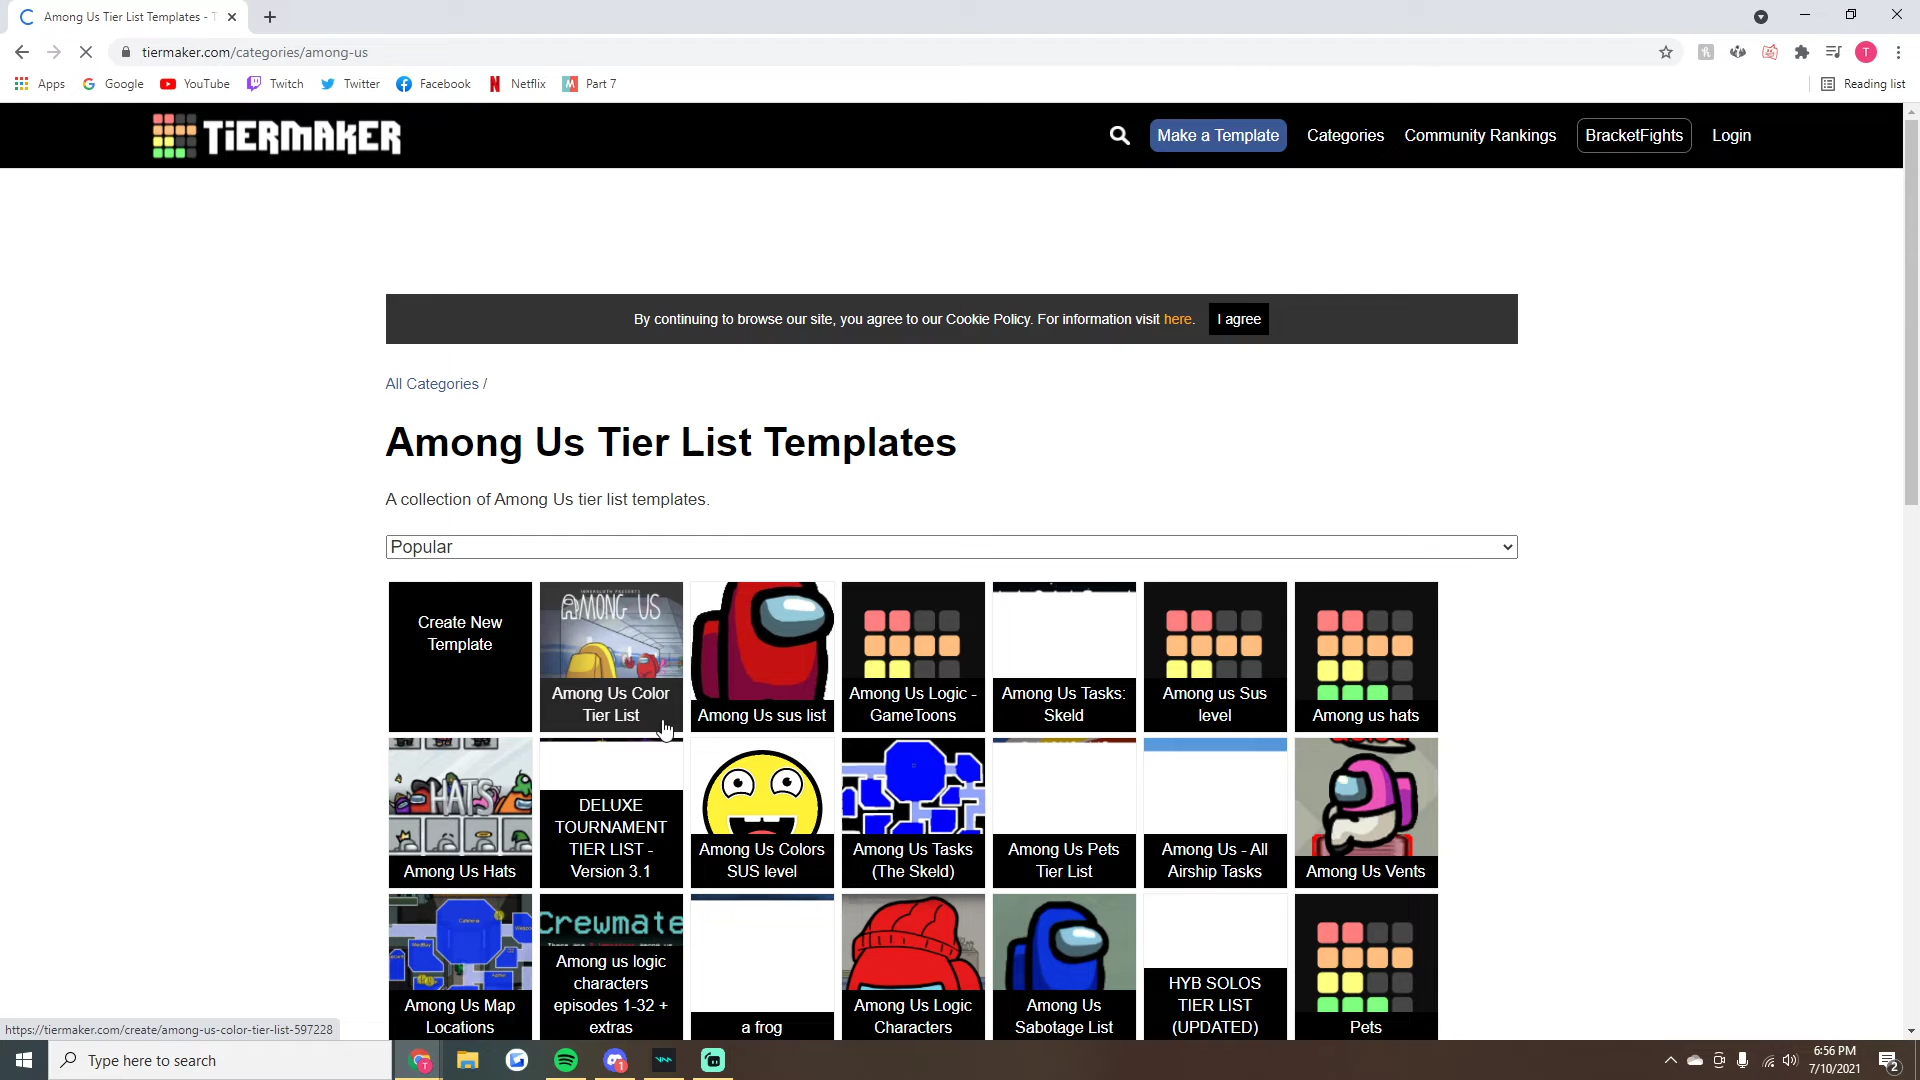 Among Us Tier List Templates - T
tiermaker.com/categories/among-us
Apps Google YouTube Twitch Twitter Facebook Netflix Part 7 Reading list
TiERMAKER
Make a Template Categories Community Rankings BracketFights Login
By continuing to browse our site, you agree to our Cookie Policy. For information visit here. I agree
All Categories /
Among Us Tier List Templates
A collection of Among Us tier list templates.
Popular
Create New
Template
AMONG US
Among Us Color
Tier List
Among Us sus list
Among Us Logic -
GameToons
Among Us Tasks:
Skeld
Among us Sus
level
Among us hats
HATS
Among Us Hats
DELUXE
TOURNAMENT
TIER LIST -
Version 3.1
Among Us Colors
SUS level
Among Us Tasks
(The Skeld)
Among Us Pets
Tier List
Among Us - All
Airship Tasks
Among Us Vents
Among Us Map
Locations
Crewmate
Among us logic
characters
episodes 1-32 +
extras
a frog
Among Us Logic
Characters
Among Us
Sabotage List
HYB SOLOS
TIER LIST
(UPDATED)
Pets
https://tiermaker.com/create/among-us-color-tier-list-597228
Type here to search
6:56 PM
7/10/2021